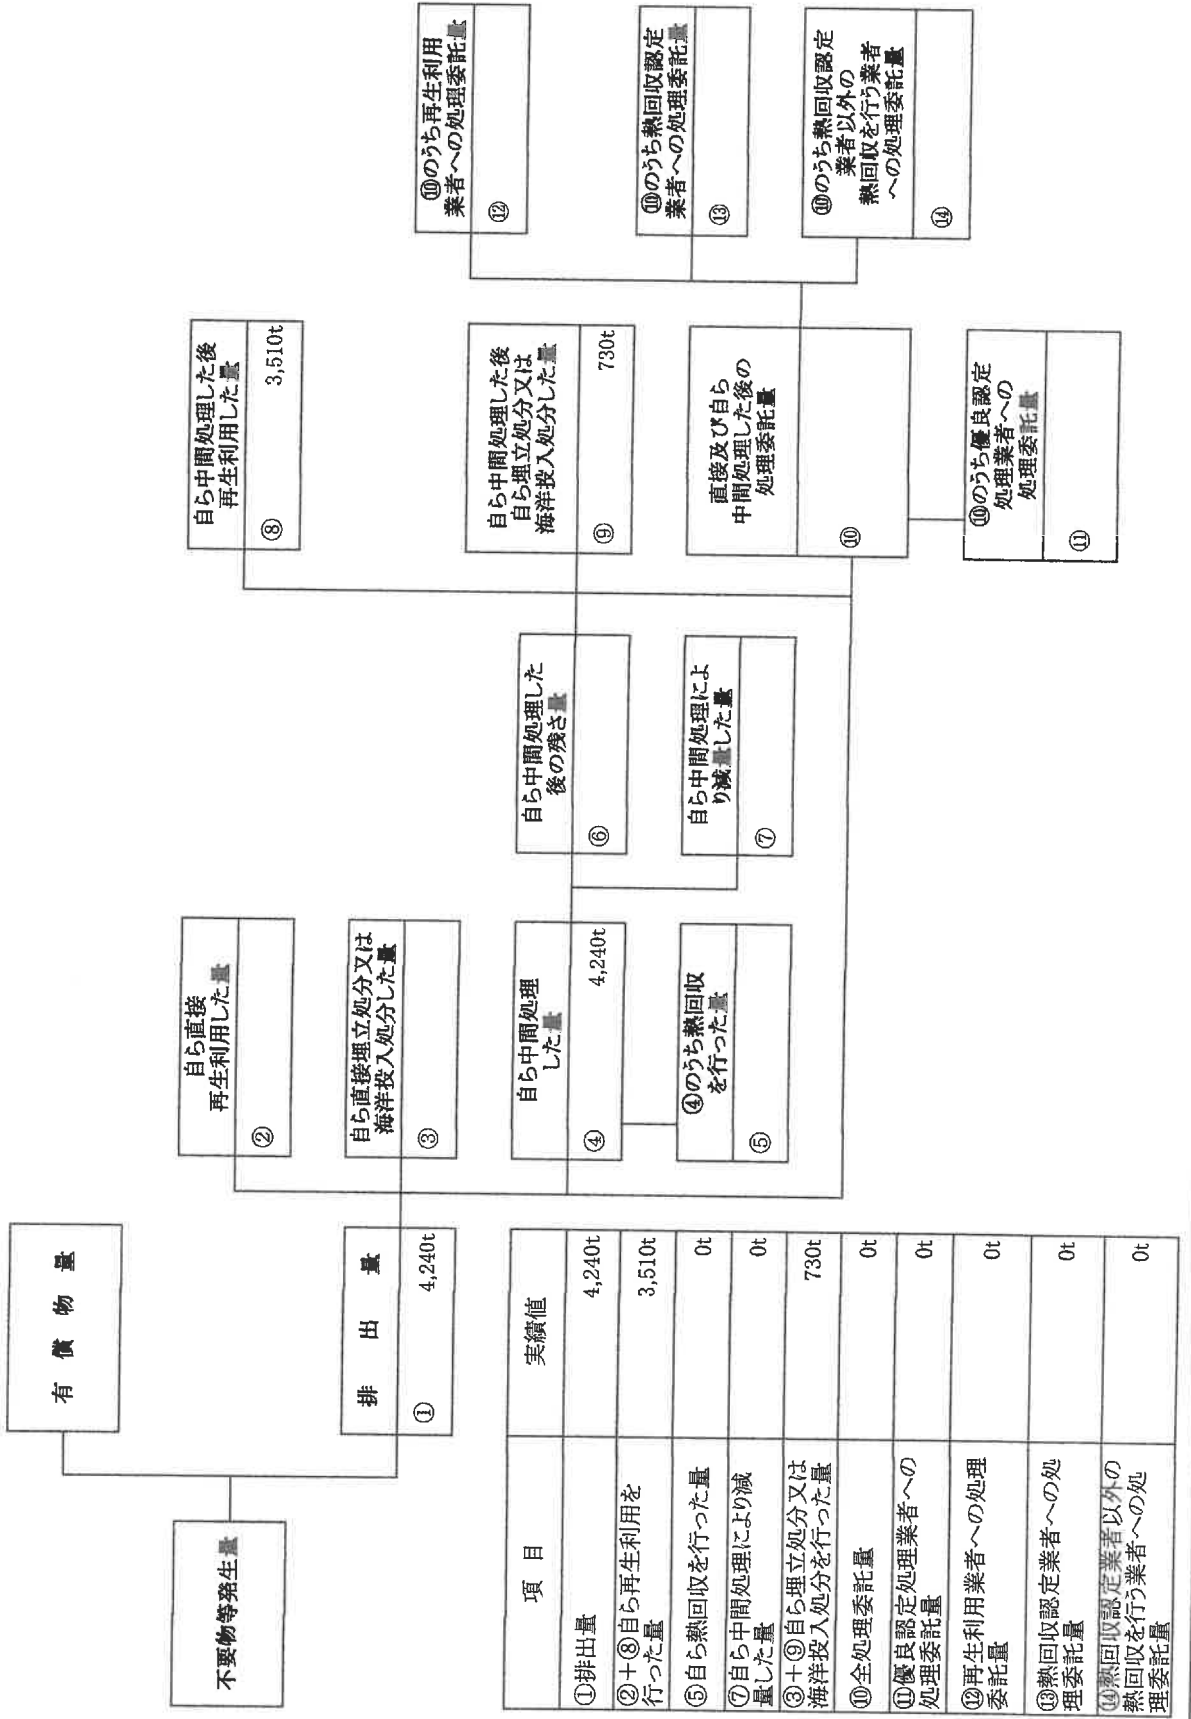 不要物等発生量
有償物量
排出量
① 4,240t
自ら直接
再生利用した量
②
自ら直接埋立処分又は
海洋投入処分した量
③
自ら中間処理
した量
④ 4,240t
④のうち熱回収
を行った量
⑤
自ら中間処理した
後の残さ量
⑥
自ら中間処理によ
り減量した量
⑦
自ら中間処理した後
再生利用した量
⑧ 3,510t
自ら中間処理した後
自ら埋立処分又は
海洋投入処分した量
⑨ 730t
直接及び自ら
中間処理した後の
処理委託量
⑩
⑩のうち優良認定
処理業者への
処理委託量
⑪
⑩のうち再生利用
業者への処理委託量
⑫
⑩のうち熱回収認定
業者への処理委託量
⑬
⑩のうち熱回収認定
業者以外の
熱回収を行う業者
への処理委託量
⑭
項目 実績値
①排出量 4,240t
②+⑧自ら再生利用を
行った量 3,510t
⑤自ら熱回収を行った量 0t
⑦自ら中間処理により減
量した量 0t
③+⑨自ら埋立処分又は
海洋投入処分を行った量 730t
⑩全処理委託量 0t
⑪優良認定処理業者への
処理委託量 0t
⑫再生利用業者への処理
委託量 0t
⑬熱回収認定業者への処
理委託量 0t
⑭熱回収認定業者以外の
熱回収を行う業者への処
理委託量 0t